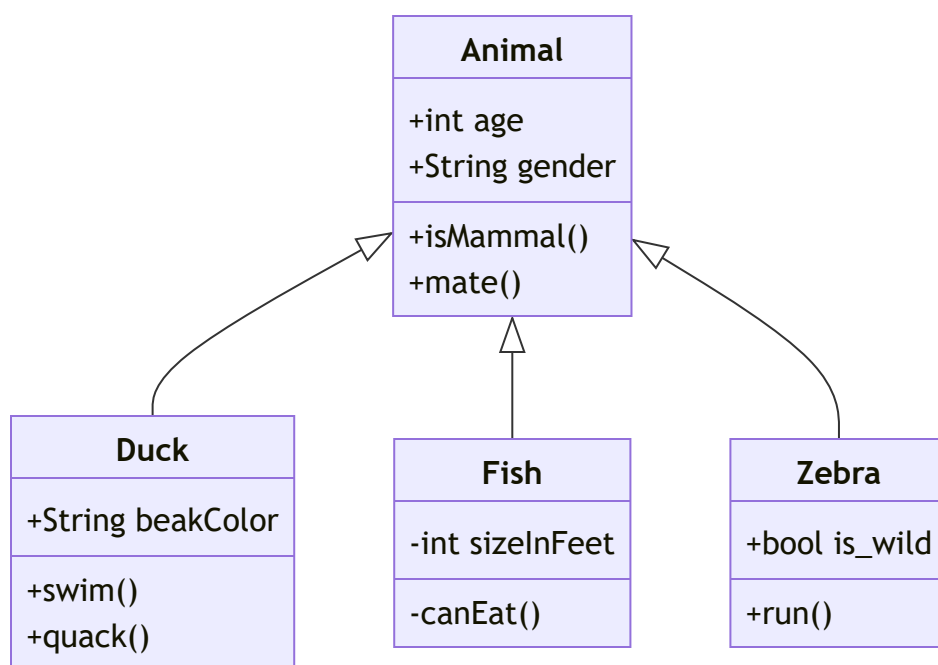 Animal
+int age
+String gender
+isMammal()
+mate()
Duck
+String beakColor
+swim()
+quack()
Fish
-int sizeInFeet
-canEat()
Zebra
+bool is_wild
+run()